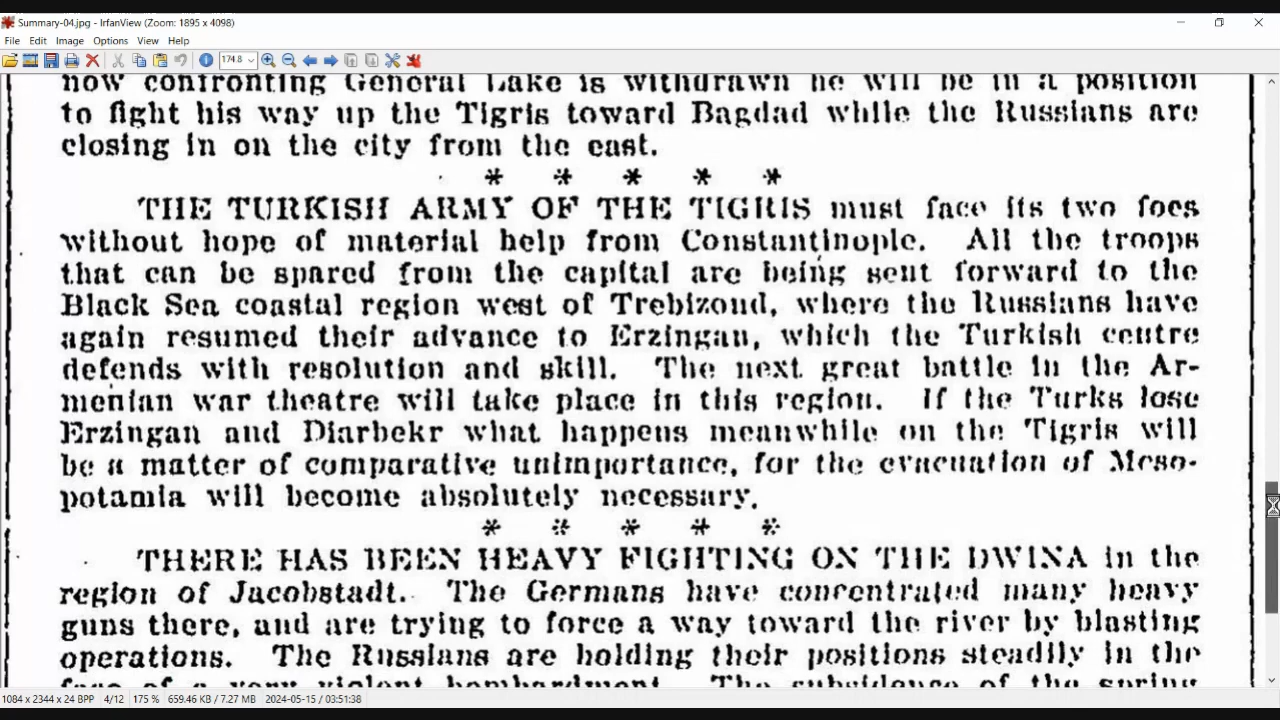 Summary-04.jpg - IrfanView (Zoom: 1895 x 4098)
File Edit Image Options View Help
174.8
now confronting General Lake is withdrawn he will be in a position
to fight his way up the Tigris toward Bagdad while the Russians are
closing in on the city from the east.
* * * * *
THE TURKISH ARMY OF THE TIGRIS must face its two foes
without hope of material help from Constantinople. All the troops
that can be spared from the capital are being sent forward to the
Black Sea coastal region west of Trebizond, where the Russians have
again resumed their advance to Erzingan, which the Turkish centre
defends with resolution and skill. The next great battle in the Ar-
menian war theatre will take place in this region. If the Turks lose
Erzingan and Diarbekr what happens meanwhile on the Tigris will
be a matter of comparative unimportance, for the evacuation of Meso-
potamia will become absolutely necessary.
* * * * *
THERE HAS BEEN HEAVY FIGHTING ON THE DWINA in the
region of Jacobstadt. The Germans have concentrated many heavy
guns there, and are trying to force a way toward the river by blasting
operations. The Russians are holding their positions steadily in the
face of a very violent bombardment. The subsidence of the spring
1084 x 2344 x 24 BPP 4/12 175 % 659.46 KB / 7.27 MB 2024-05-15 / 03:51:38